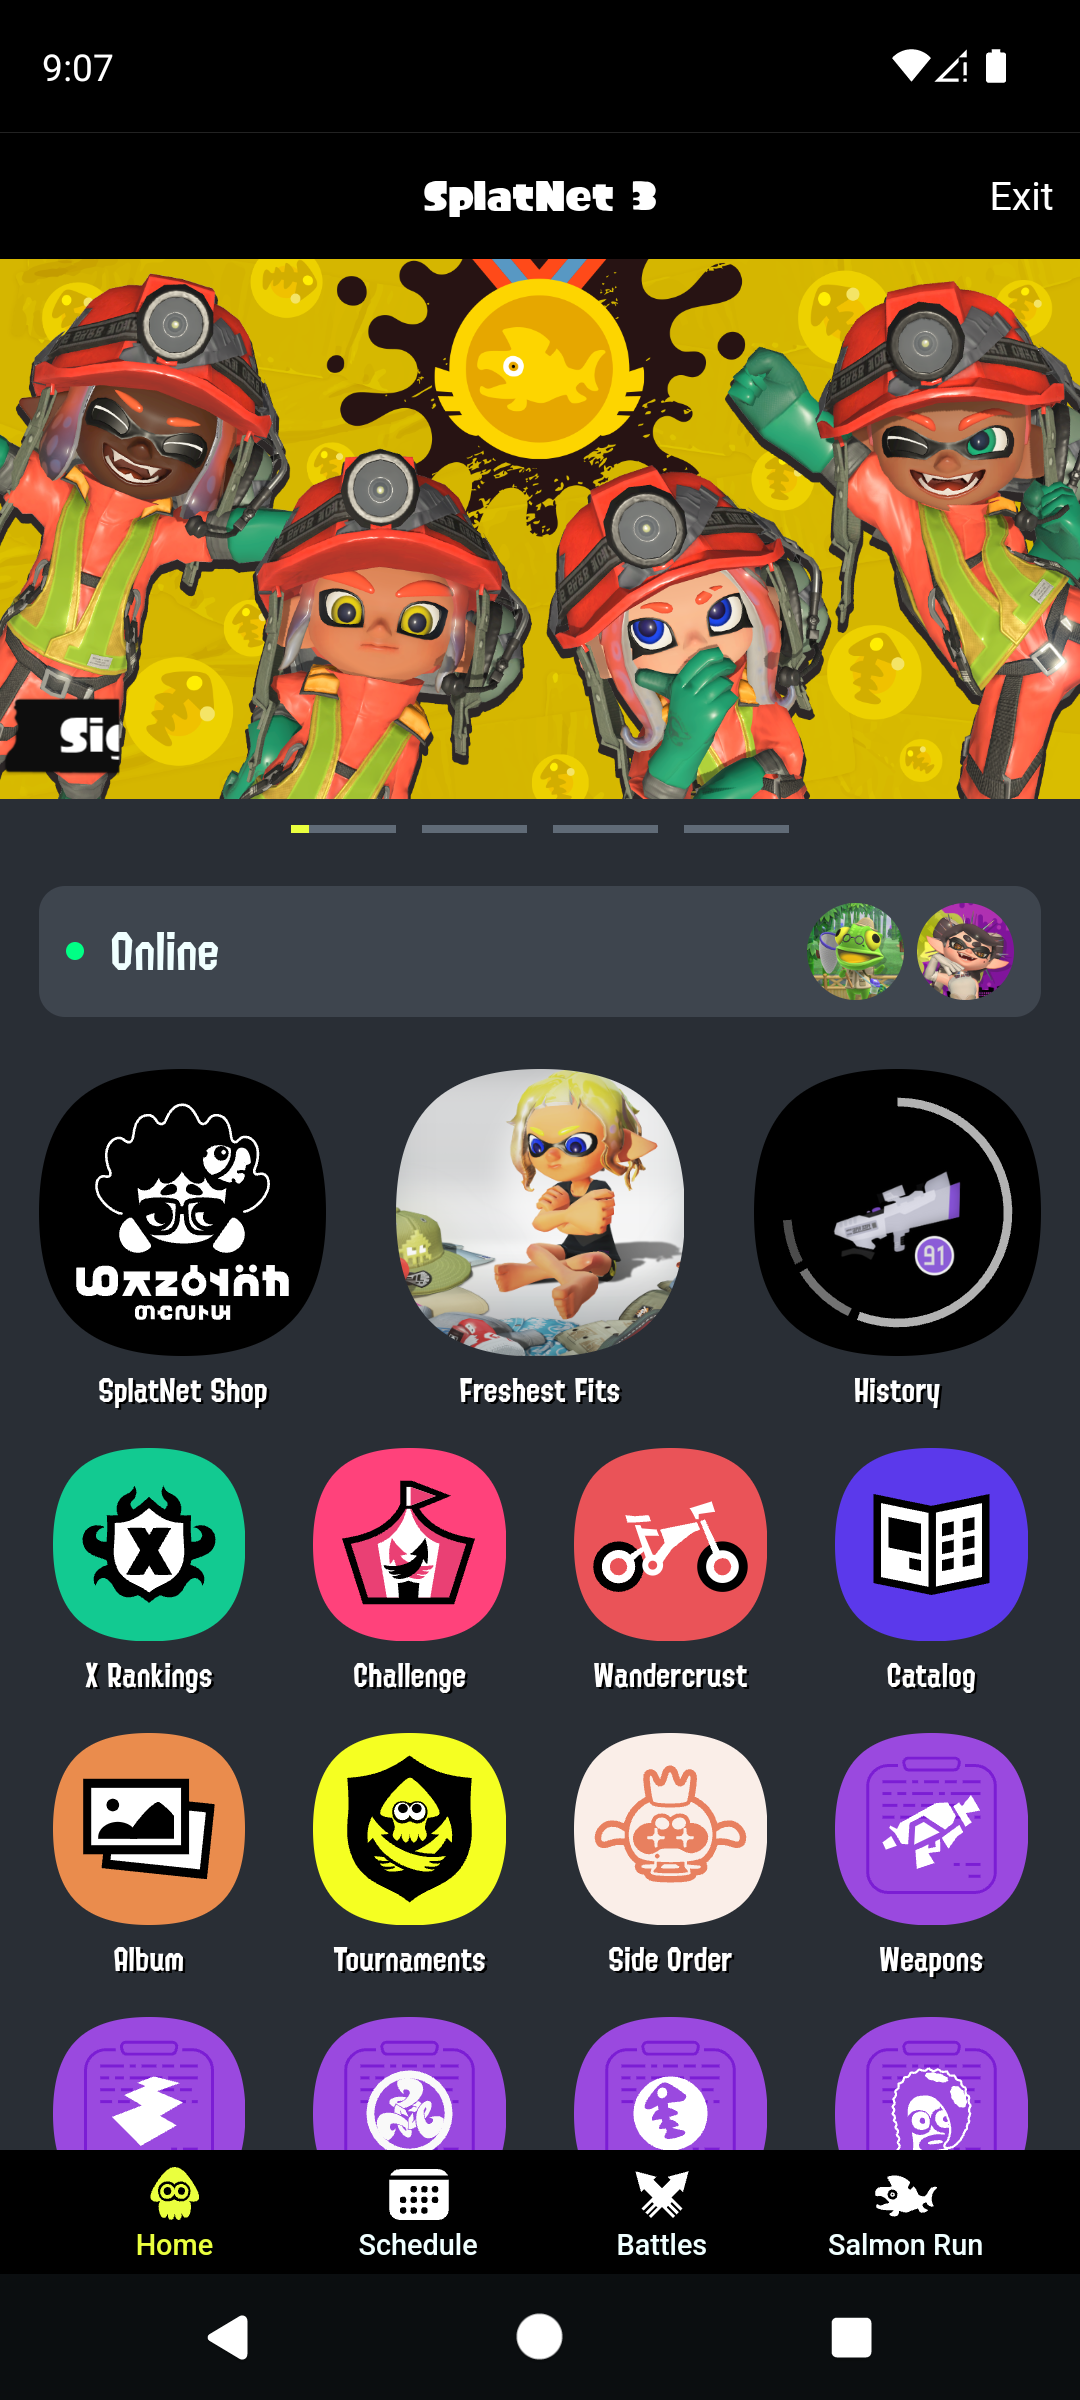 9:07
SplatNet 3
Exit
Online
91
SplatNet Shop
Freshest Fits
History
X
X Rankings
Challenge
Wandercrust
Catalog
Album
Tournaments
Side Order
Weapons
Home
Schedule
Battles
Salmon Run